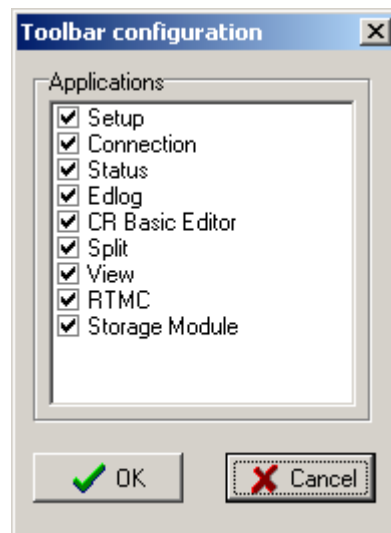 Toolbar configuration
Applications
Setup
Connection
Status
Edlog
CR Basic Editor
Split
View
RTMC
Storage Module
OK
Cancel